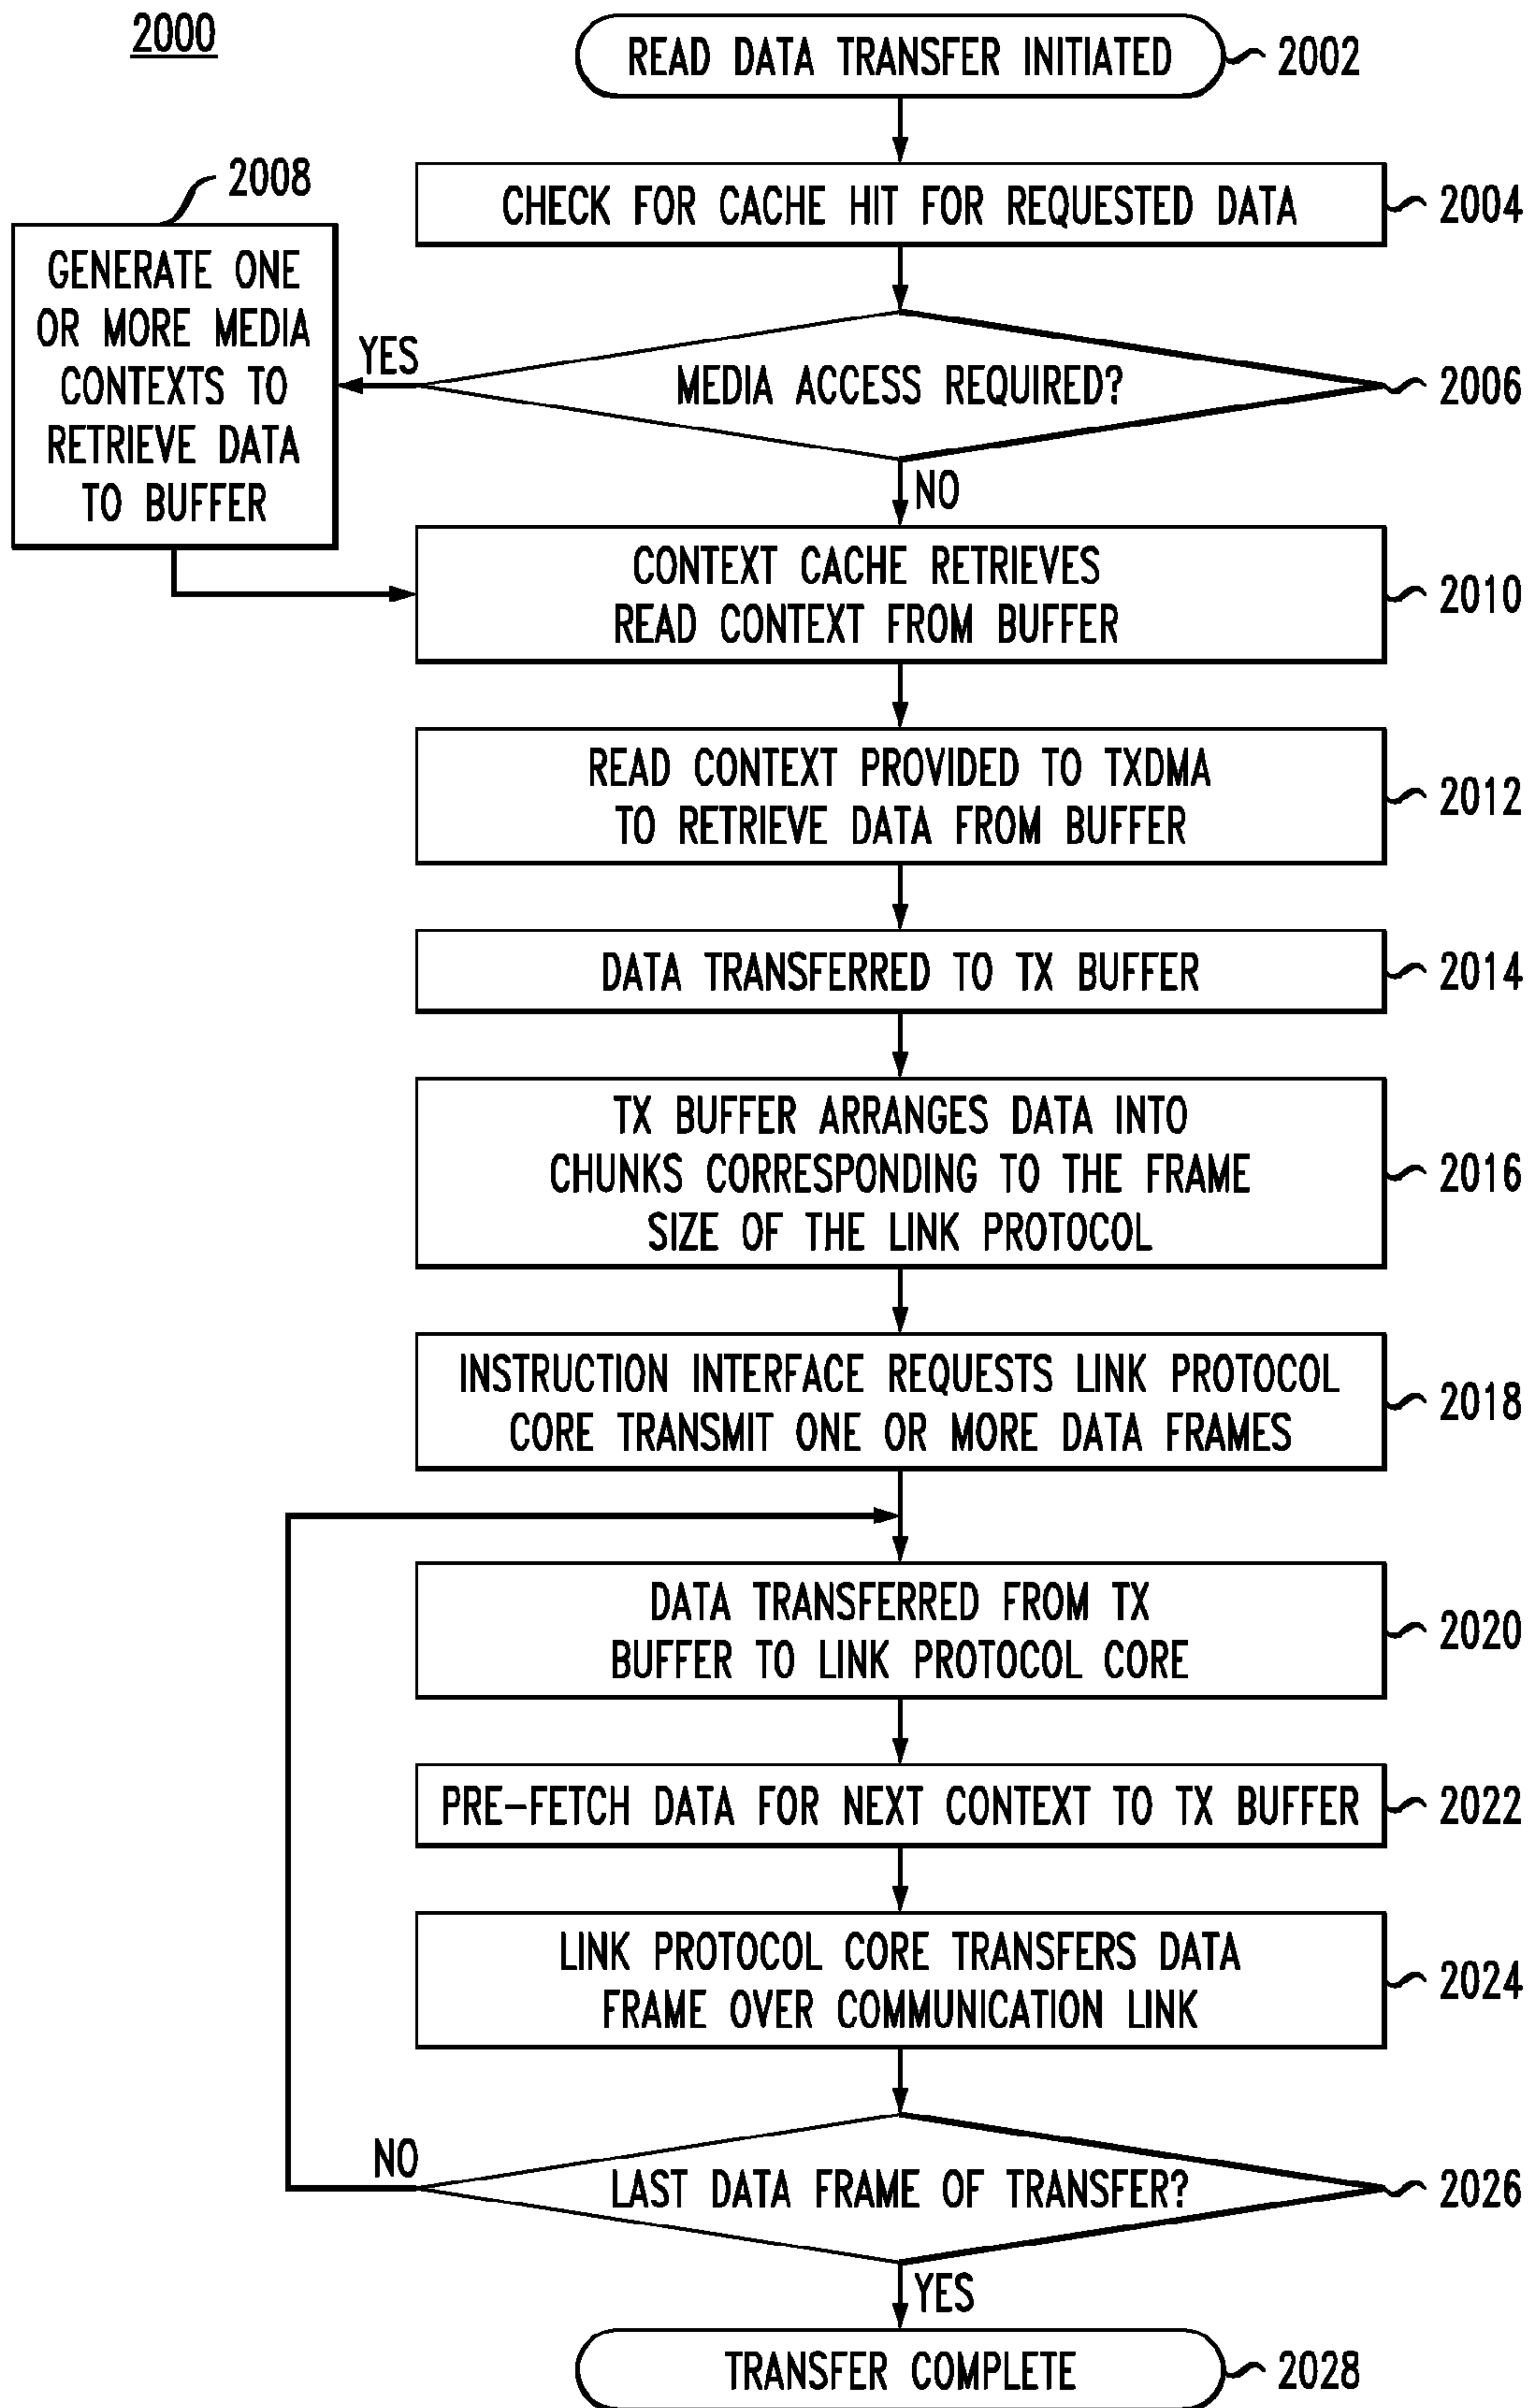 2000
READ DATA TRANSFER INITIATED
2002
CHECK FOR CACHE HIT FOR REQUESTED DATA
2004
2008
GENERATE ONE
OR MORE MEDIA
CONTEXTS TO
RETRIEVE DATA
TO BUFFER
YES
MEDIA ACCESS REQUIRED?
2006
NO
CONTEXT CACHE RETRIEVES
READ CONTEXT FROM BUFFER
2010
READ CONTEXT PROVIDED TO TXDMA
TO RETRIEVE DATA FROM BUFFER
2012
DATA TRANSFERRED TO TX BUFFER
2014
TX BUFFER ARRANGES DATA INTO
CHUNKS CORRESPONDING TO THE FRAME
SIZE OF THE LINK PROTOCOL
2016
INSTRUCTION INTERFACE REQUESTS LINK PROTOCOL
CORE TRANSMIT ONE OR MORE DATA FRAMES
2018
DATA TRANSFERRED FROM TX
BUFFER TO LINK PROTOCOL CORE
2020
PRE-FETCH DATA FOR NEXT CONTEXT TO TX BUFFER
2022
LINK PROTOCOL CORE TRANSFERS DATA
FRAME OVER COMMUNICATION LINK
2024
NO
LAST DATA FRAME OF TRANSFER?
2026
YES
TRANSFER COMPLETE
2028